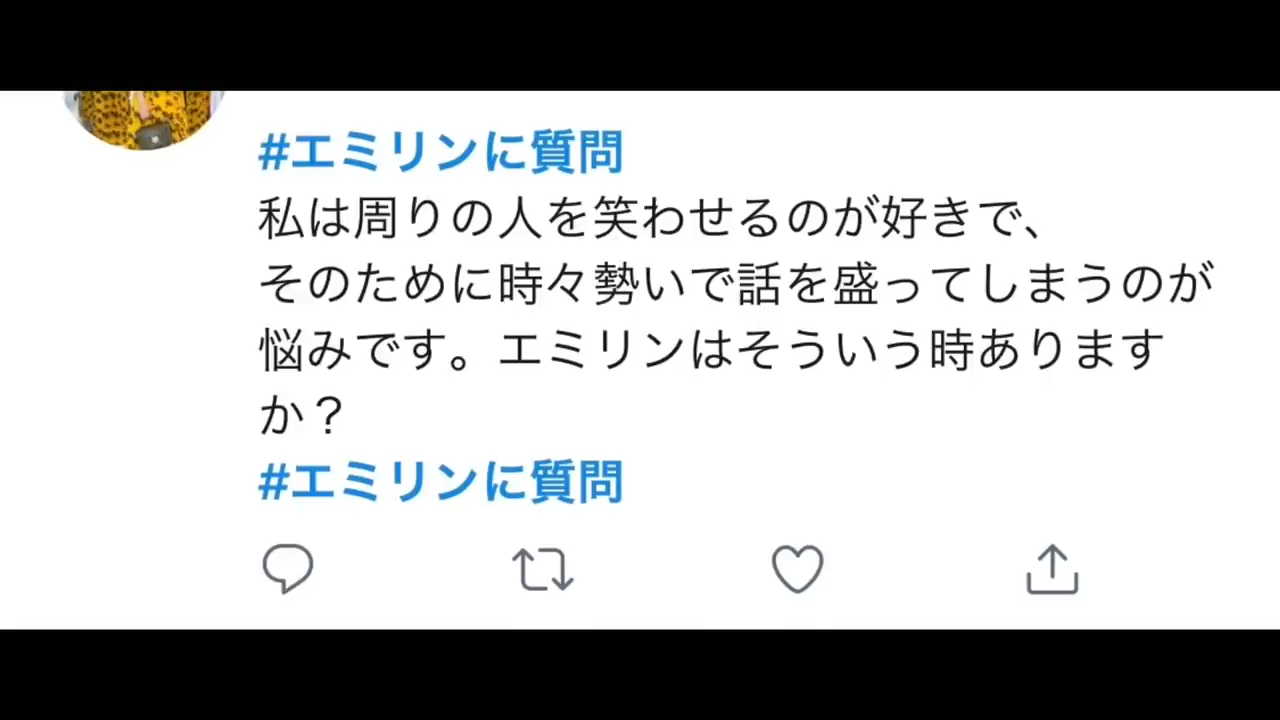 #エミリンに質問
私は周りの人を笑わせるのが好きで、
そのために時々勢いで話を盛ってしまうのが
悩みです。エミリンはそういう時あります
か？
#エミリンに質問